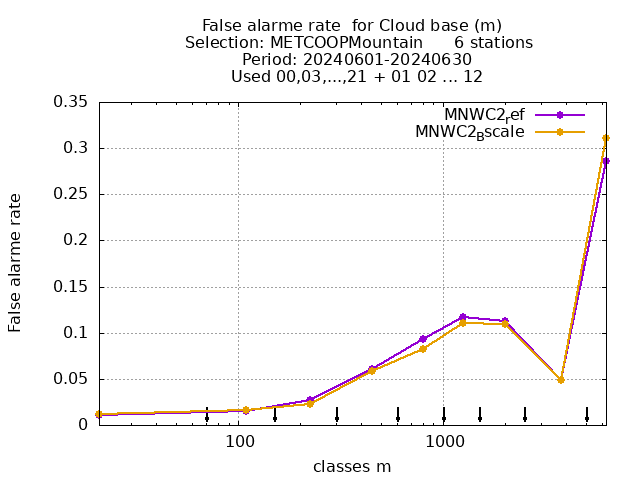 False alarme rate  for Cloud base (m)
Selection: METCOOPMountain      6 stations
Period: 20240601-20240630
Used 00,03,...,21 + 01 02 ... 12
MNWC2ref
MNWC2Bscale
False alarme rate
0.35
0.3
0.25
0.2
0.15
0.1
0.05
0
100
1000
classes m